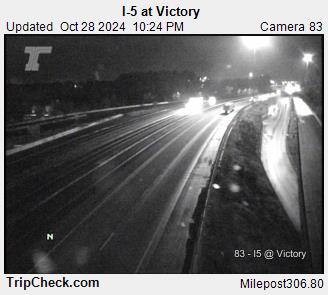 I-5 at Victory
Updated Oct 28 2024 10:24 PM Camera 83
T
N
83 - I5 @ Victory
TripCheck.com Milepost306.80